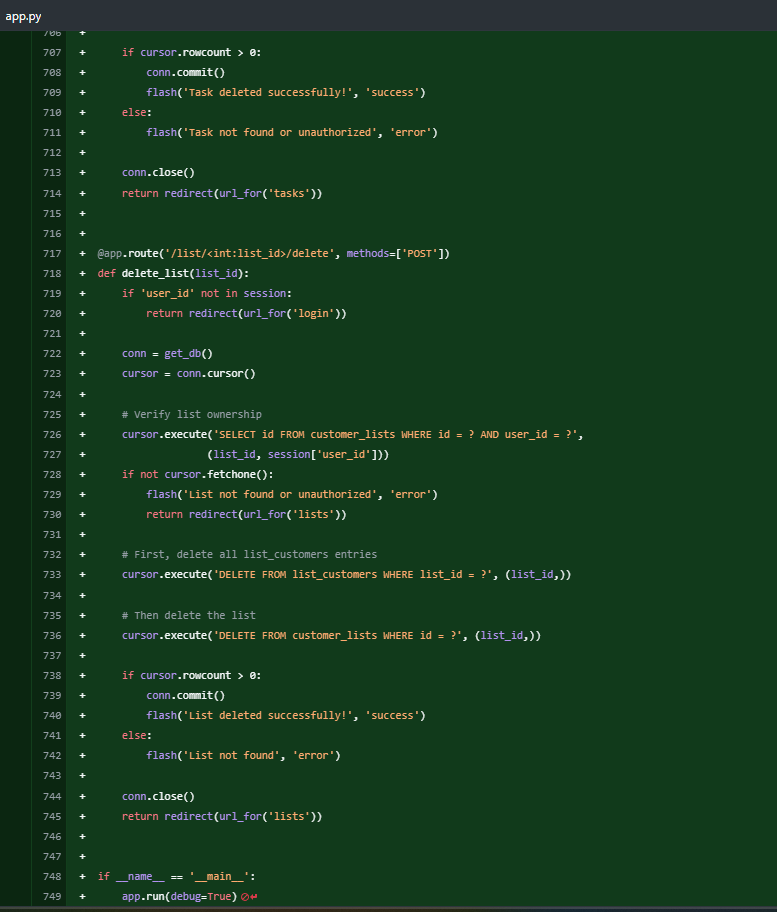 app.py
706 +
707 +     if cursor.rowcount > 0:
708 +         conn.commit()
709 +         flash('Task deleted successfully!', 'success')
710 +     else:
711 +         flash('Task not found or unauthorized', 'error')
712 +
713 +     conn.close()
714 +     return redirect(url_for('tasks'))
715 +
716 +
717 + @app.route('/list/<int:list_id>/delete', methods=['POST'])
718 + def delete_list(list_id):
719 +     if 'user_id' not in session:
720 +         return redirect(url_for('login'))
721 +
722 +     conn = get_db()
723 +     cursor = conn.cursor()
724 +
725 +     # Verify list ownership
726 +     cursor.execute('SELECT id FROM customer_lists WHERE id = ? AND user_id = ?',
727 +                   (list_id, session['user_id']))
728 +     if not cursor.fetchone():
729 +         flash('List not found or unauthorized', 'error')
730 +         return redirect(url_for('lists'))
731 +
732 +     # First, delete all list_customers entries
733 +     cursor.execute('DELETE FROM list_customers WHERE list_id = ?', (list_id,))
734 +
735 +     # Then delete the list
736 +     cursor.execute('DELETE FROM customer_lists WHERE id = ?', (list_id,))
737 +
738 +     if cursor.rowcount > 0:
739 +         conn.commit()
740 +         flash('List deleted successfully!', 'success')
741 +     else:
742 +         flash('List not found', 'error')
743 +
744 +     conn.close()
745 +     return redirect(url_for('lists'))
746 +
747 +
748 + if __name__ == '__main__':
749 +     app.run(debug=True)